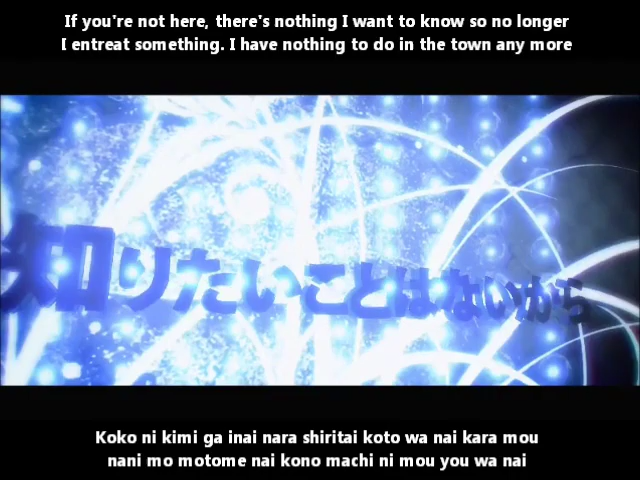 If you're not here, there's nothing I want to know so no longer
I entreat something. I have nothing to do in the town any more
知りたいことはないから
Koko ni kimi ga inai nara shiritai koto wa nai kara mou
nani mo motome nai kono machi ni mou you wa nai